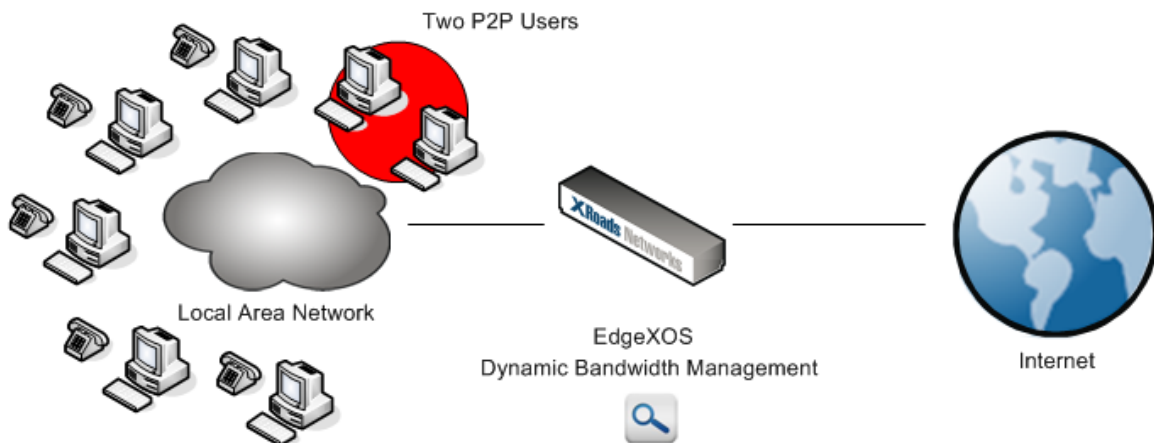 Two P2P Users
XRoads Networks
Local Area Network
EdgeXOS
Dynamic Bandwidth Management
Internet